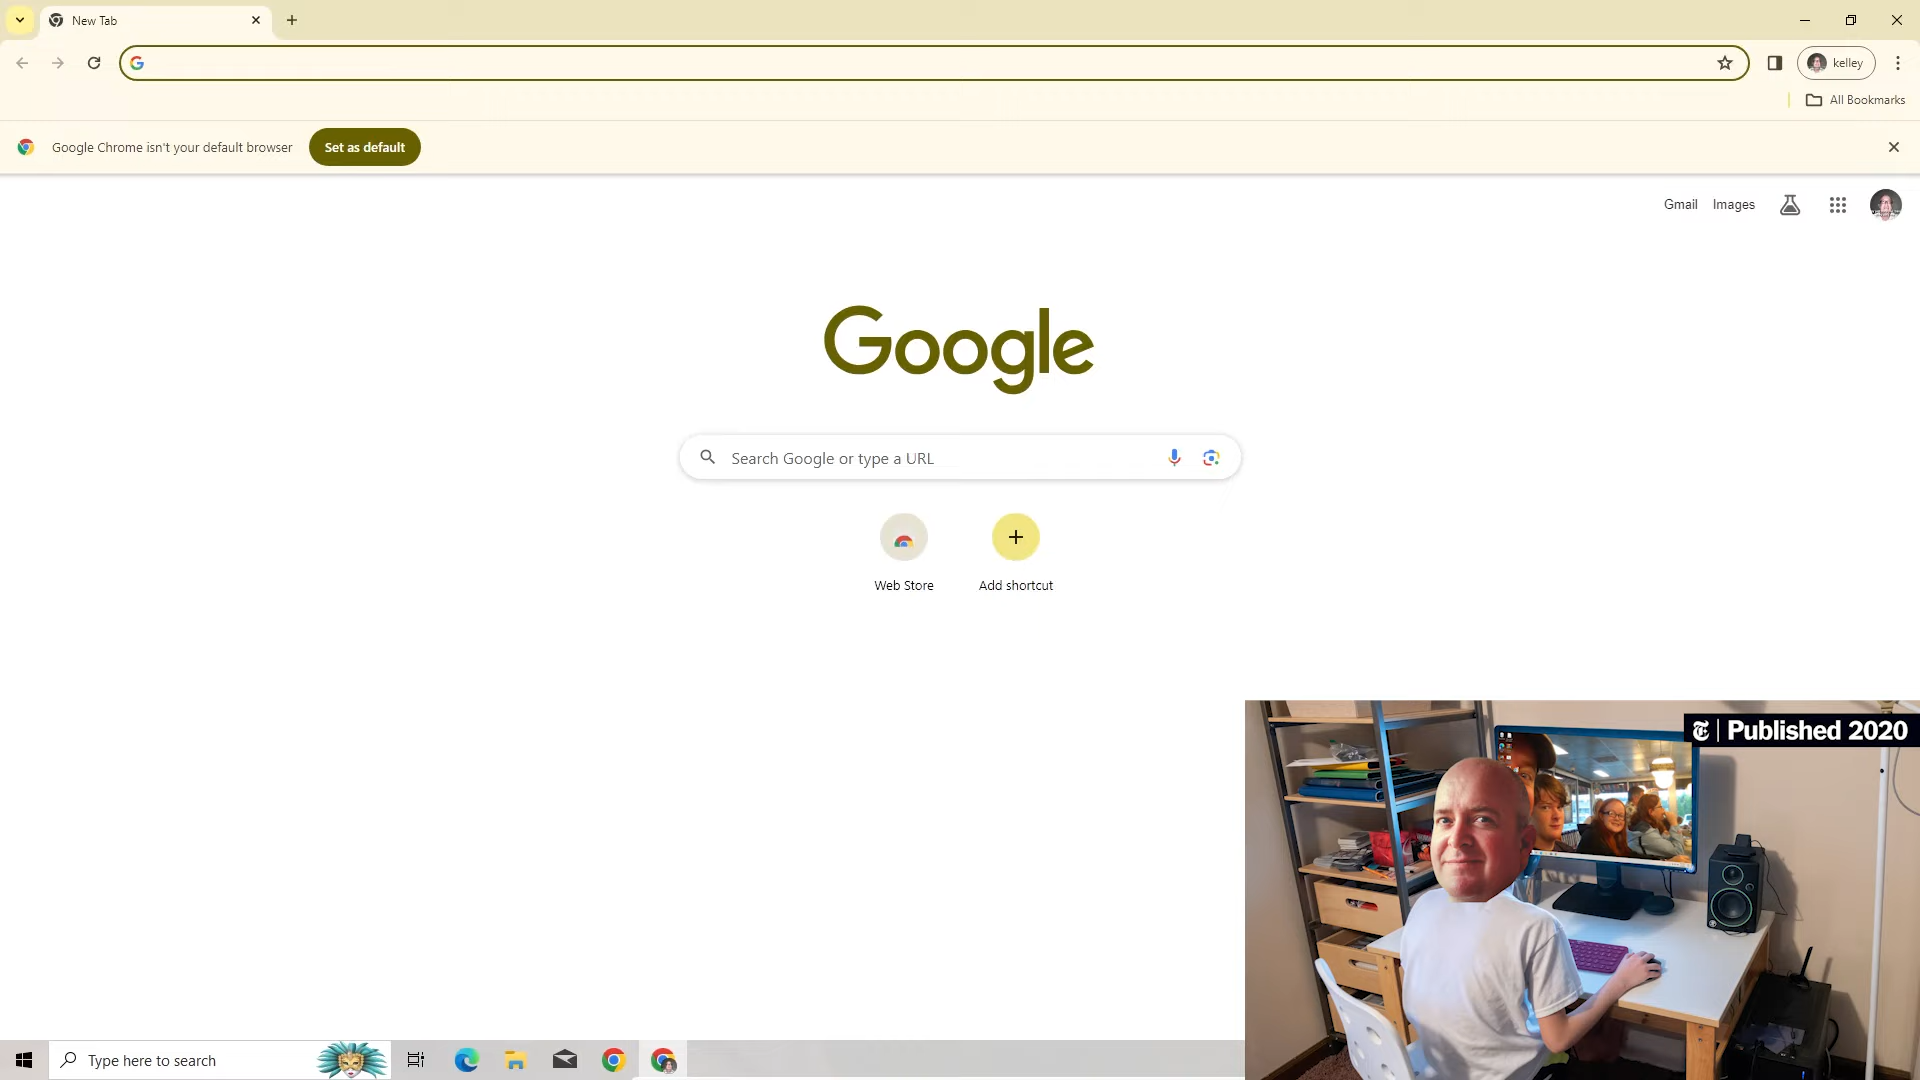 New Tab
kelley
All Bookmarks
Google Chrome isn't your default browser
Set as default
Gmail
Images
Google
Search Google or type a URL
Web Store
Add shortcut
Published 2020
Type here to search